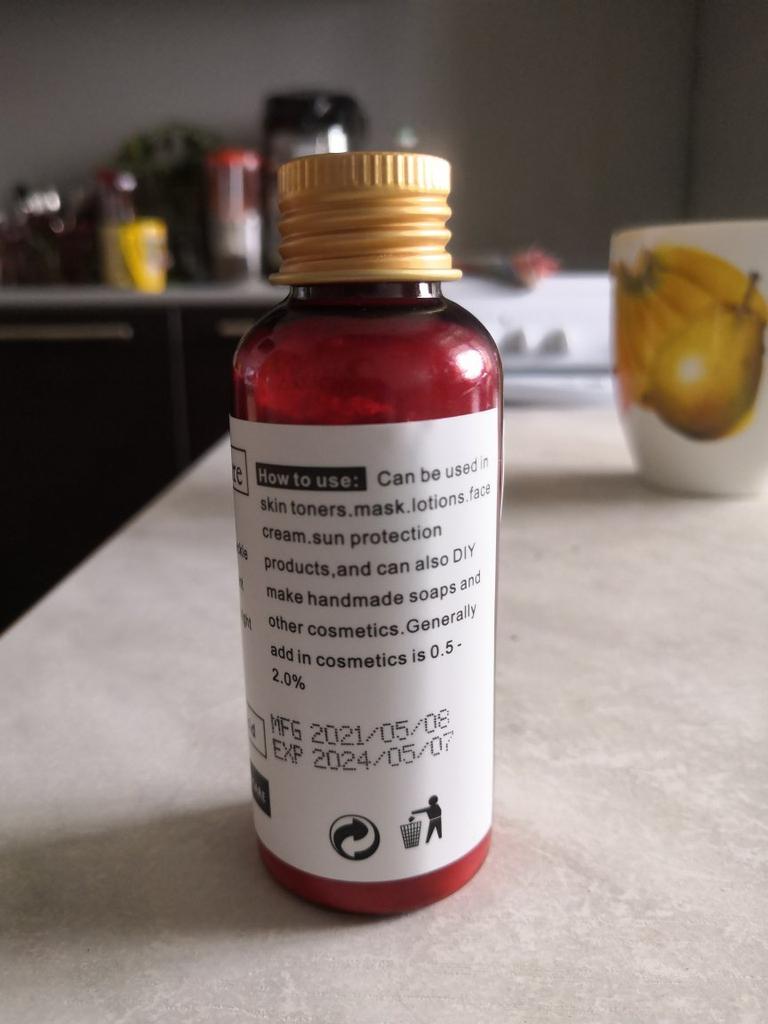 How to use: Can be used in
skin toners.mask.lotions.face
cream.sun protection
products,and can also DIY
make handmade soaps and
other cosmetics.Generally
add in cosmetics is 0.5 -
2.0%
MFG 2021/05/08
EXP 2024/05/07